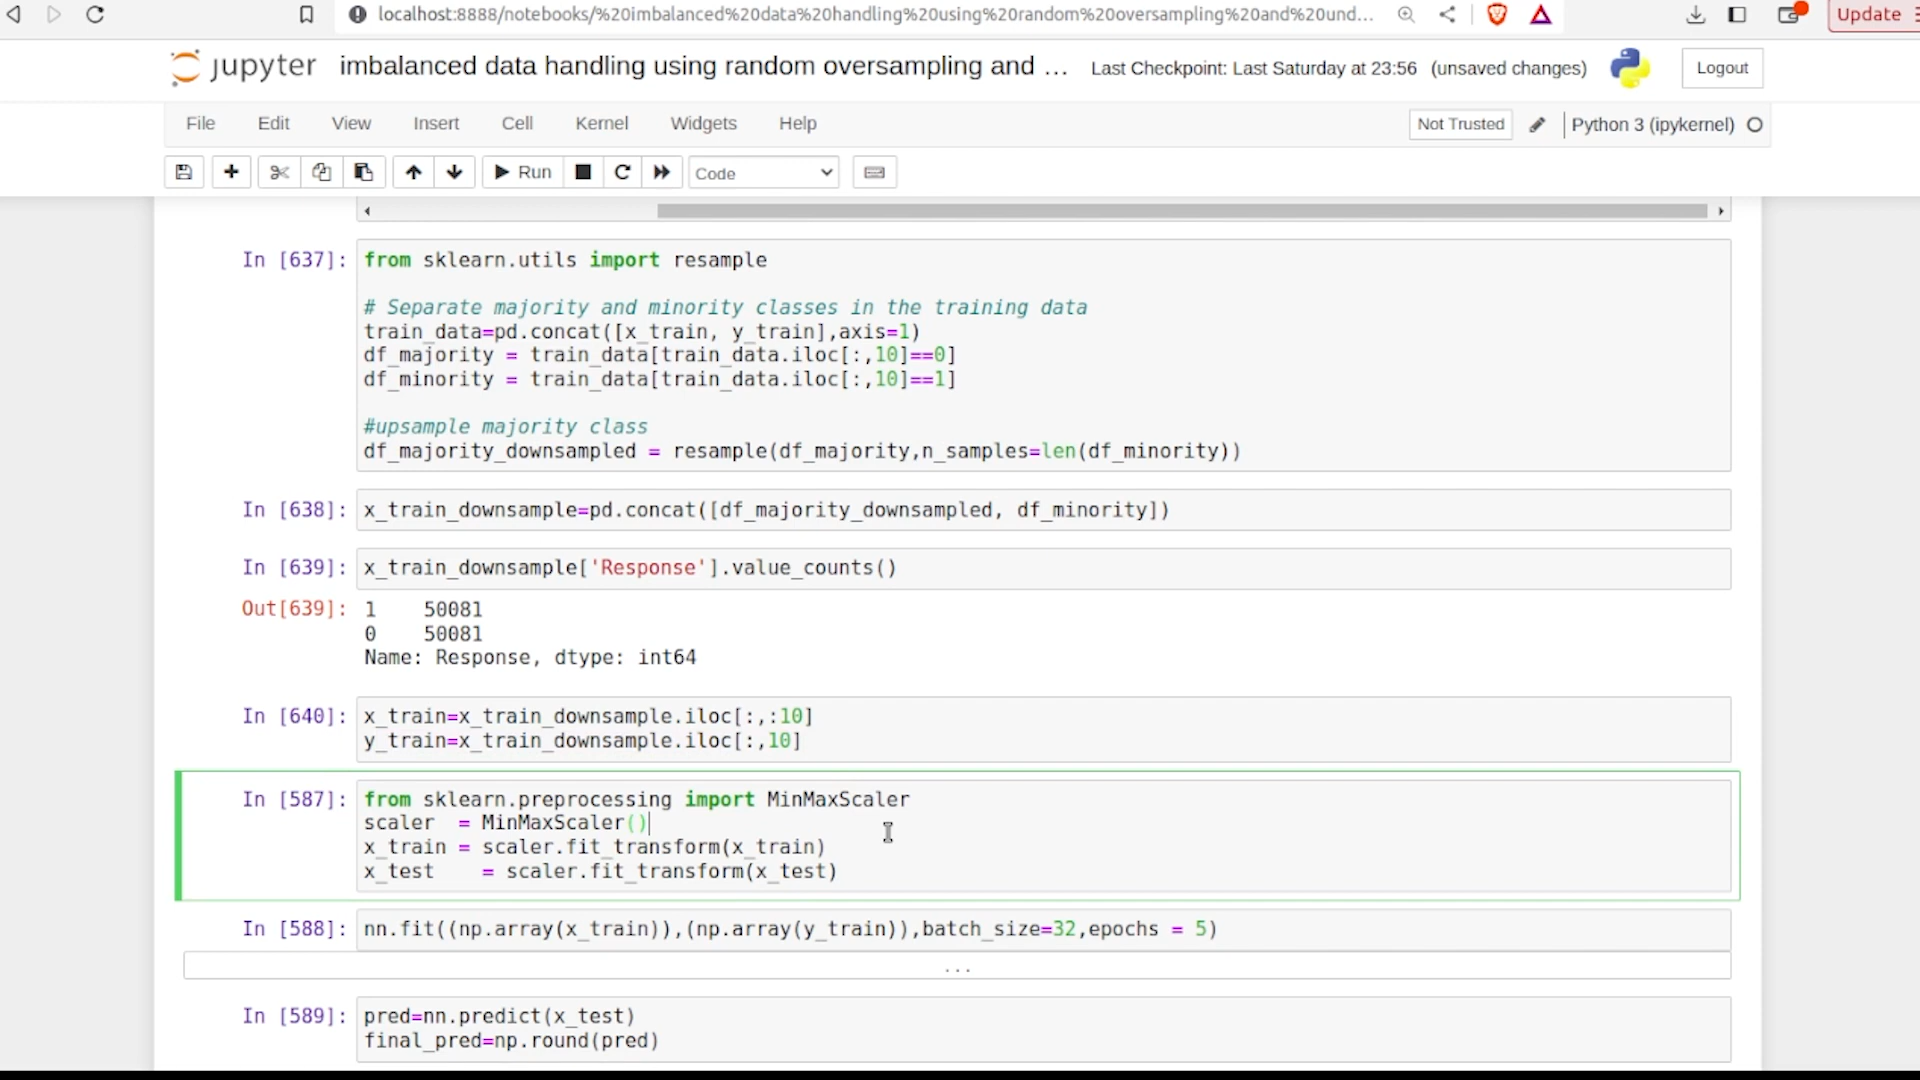 localhost:8888/notebooks/%20imbalanced%20data%20handling%20using%20random%20oversampling%20and%20und...
Update
jupyter imbalanced data handling using random oversampling and ... Last Checkpoint: Last Saturday at 23:56 (unsaved changes) Logout
File Edit View Insert Cell Kernel Widgets Help Not Trusted Python 3 (ipykernel)
Run Code
In [637]: from sklearn.utils import resample
# Separate majority and minority classes in the training data
train_data=pd.concat([x_train, y_train],axis=1)
df_majority = train_data[train_data.iloc[:,10]==0]
df_minority = train_data[train_data.iloc[:,10]==1]
#upsample majority class
df_majority_downsampled = resample(df_majority,n_samples=len(df_minority))
In [638]: x_train_downsample=pd.concat([df_majority_downsampled, df_minority])
In [639]: x_train_downsample['Response'].value_counts()
Out[639]: 1    50081
0    50081
Name: Response, dtype: int64
In [640]: x_train=x_train_downsample.iloc[:,:10]
y_train=x_train_downsample.iloc[:,10]
In [587]: from sklearn.preprocessing import MinMaxScaler
scaler  = MinMaxScaler()
x_train = scaler.fit_transform(x_train)
x_test    = scaler.fit_transform(x_test)
In [588]: nn.fit((np.array(x_train)),(np.array(y_train)),batch_size=32,epochs = 5)
...
In [589]: pred=nn.predict(x_test)
final_pred=np.round(pred)